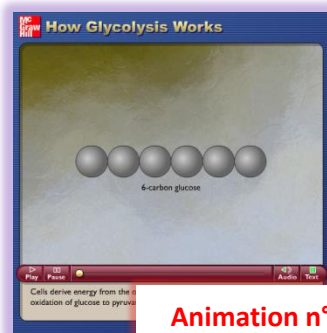 Mc
Graw
Hill
How Glycolysis Works
6-carbon glucose
Play Pause Audio Text
Cells derive energy from the
oxidation of glucose to
Animation